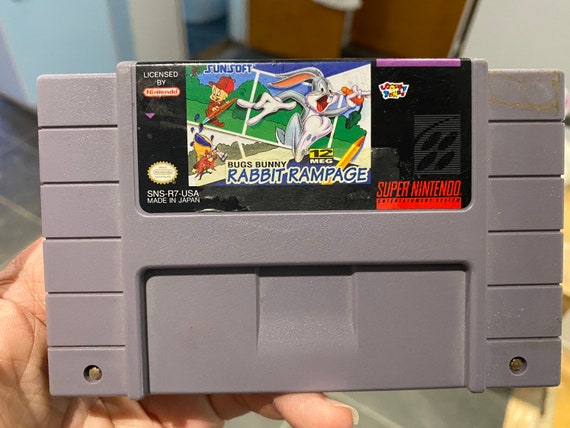 LICENSED
BY
Nintendo
SUNSOFT
LOONEY
TUNES
12
MEG
BUGS BUNNY
RABBIT RAMPAGE
SNS-R7-USA
MADE IN JAPAN
SUPER NINTENDO
ENTERTAINMENT SYSTEM